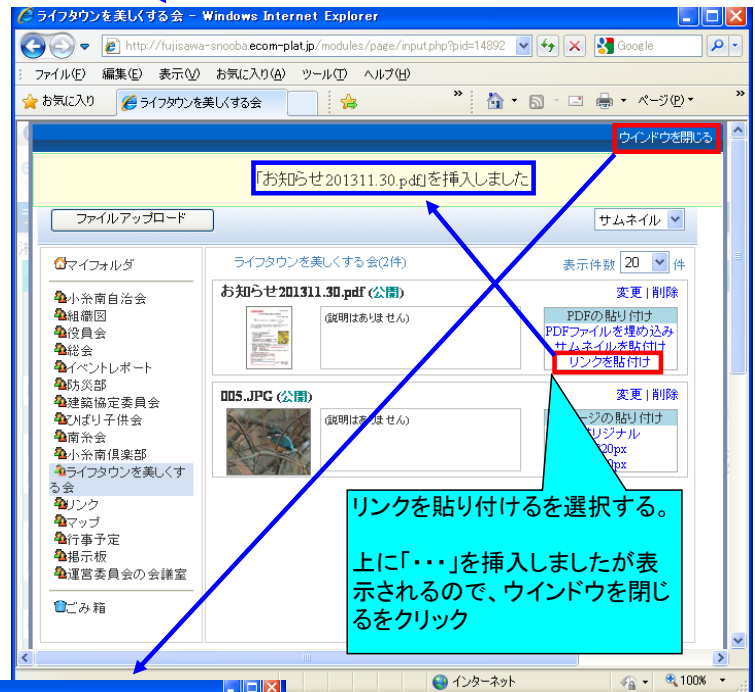 ライフタウンを美しくする会 - Windows Internet Explorer
http://fujisawa-snooba.ecom-plat.jp/modules/page/input.php?pid=14892
Google
ファイル(F) 編集(E) 表示(V) お気に入り(A) ツール(T) ヘルプ(H)
お気に入り ライフタウンを美しくする会 ページ(P)
ウインドウを閉じる
「お知らせ201311.30.pdf」を挿入しました
ファイルアップロード サムネイル
マイフォルダ ライフタウンを美しくする会(2件) 表示件数 20 件
小糸南自治会
組織図
役員会
総会
イベントレポート
防災部
建築協定委員会
ひばり子供会
南糸会
小糸南倶楽部
ライフタウンを美しくす
る会
リンク
マップ
行事予定
掲示板
運営委員会の会議室
ごみ箱
お知らせ201311.30.pdf (公開) 変更 | 削除
(説明はありません)
PDFの貼り付け
PDFファイルを埋め込み
サムネイルを貼付け
リンクを貼付け
005.JPG (公開) 変更 | 削除
(説明はありません)
ージの貼り付け
リジナル
20px
0px
リンクを貼り付けるを選択する。
上に「・・・」を挿入しましたが表
示されるので、ウインドウを閉じ
るをクリック
インターネット 100%